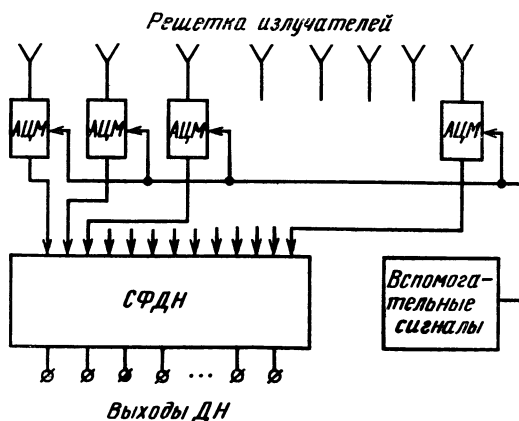 Решетка излучателей
АЦМ
АЦМ
АЦМ
АЦМ
СФДН
Вспомога-
тельные
сигналы
...
Выходы ДН